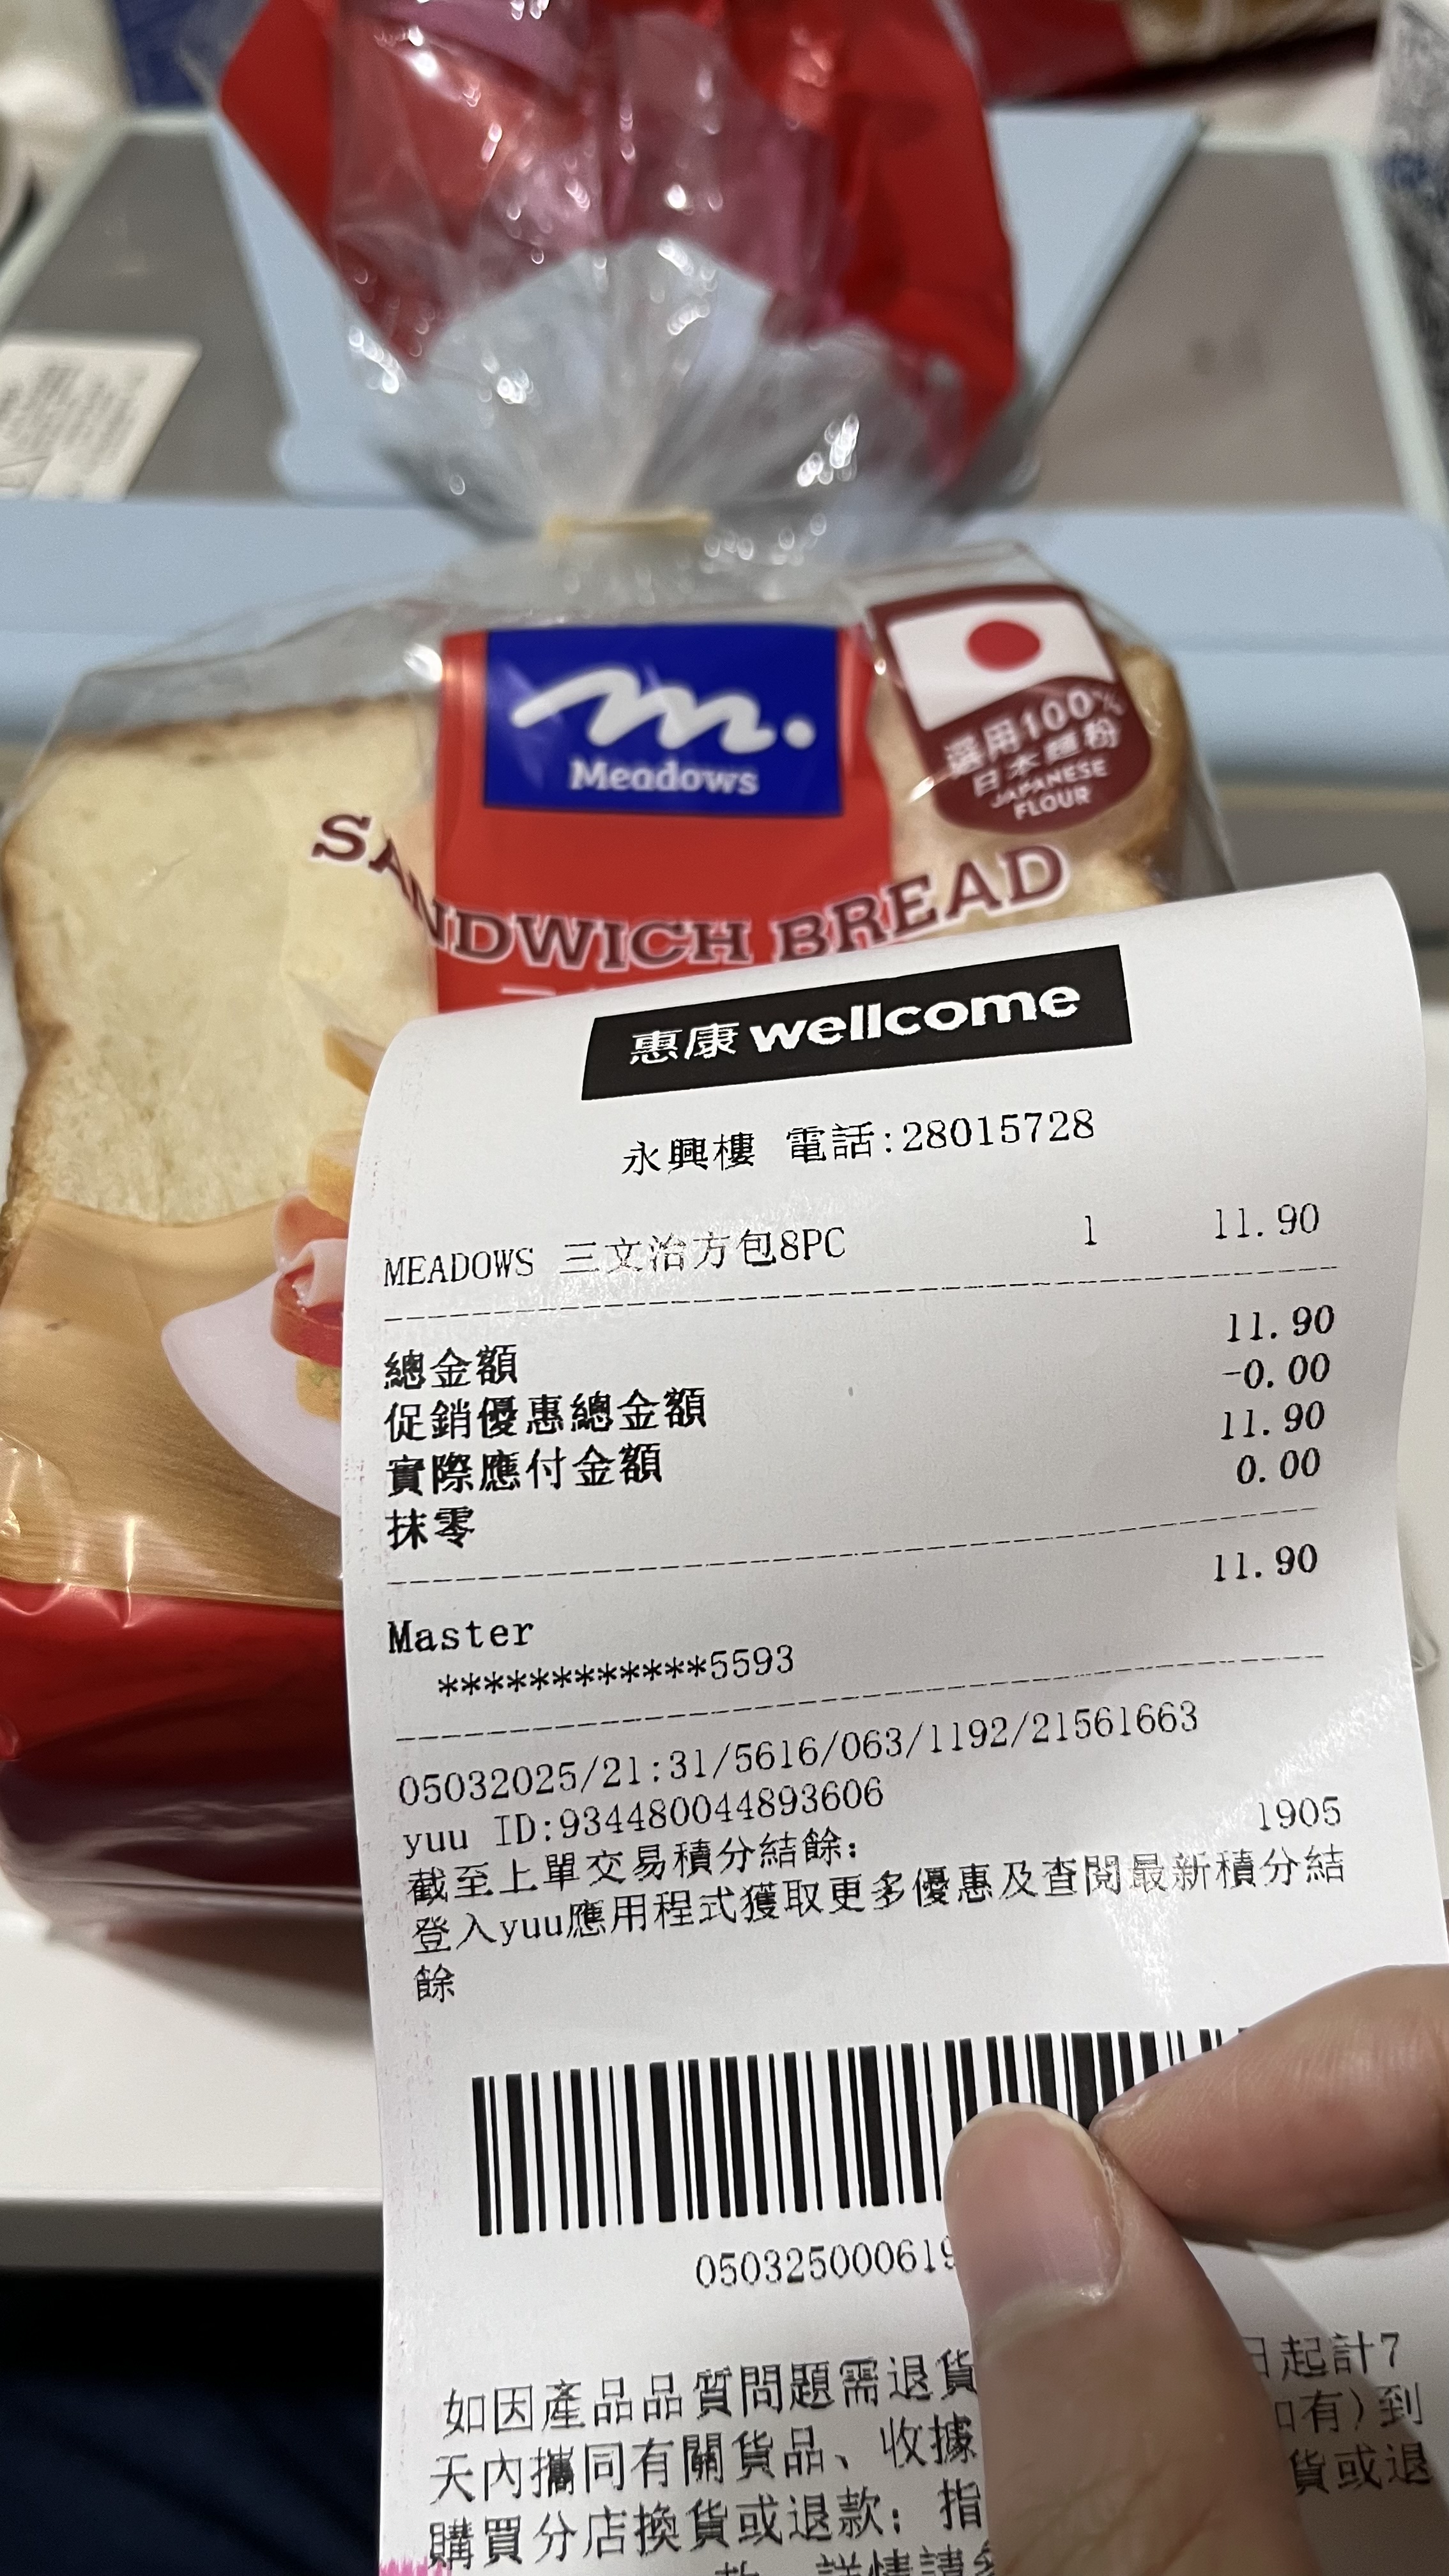 m.
Meadows
選用100%
日本麵粉
JAPANESE
FLOUR
SANDWICH BREAD
惠康 wellcome
永興樓 電話:28015728
MEADOWS 三文治方包8PC 1 11.90
總金額 11.90
促銷優惠總金額 -0.00
實際應付金額 11.90
抹零 0.00
Master 11.90
************5593
05032025/21:31/5616/063/1192/21561663
yuu ID:934480044893606
截至上單交易積分結餘: 1905
登入yuu應用程式獲取更多優惠及查閱最新積分結
餘
050325000619
如因產品品質問題需退貨 日起計7
天內攜同有關貨品、收據 如有)到
購買分店換貨或退款; 指 貨或退
款 詳情請